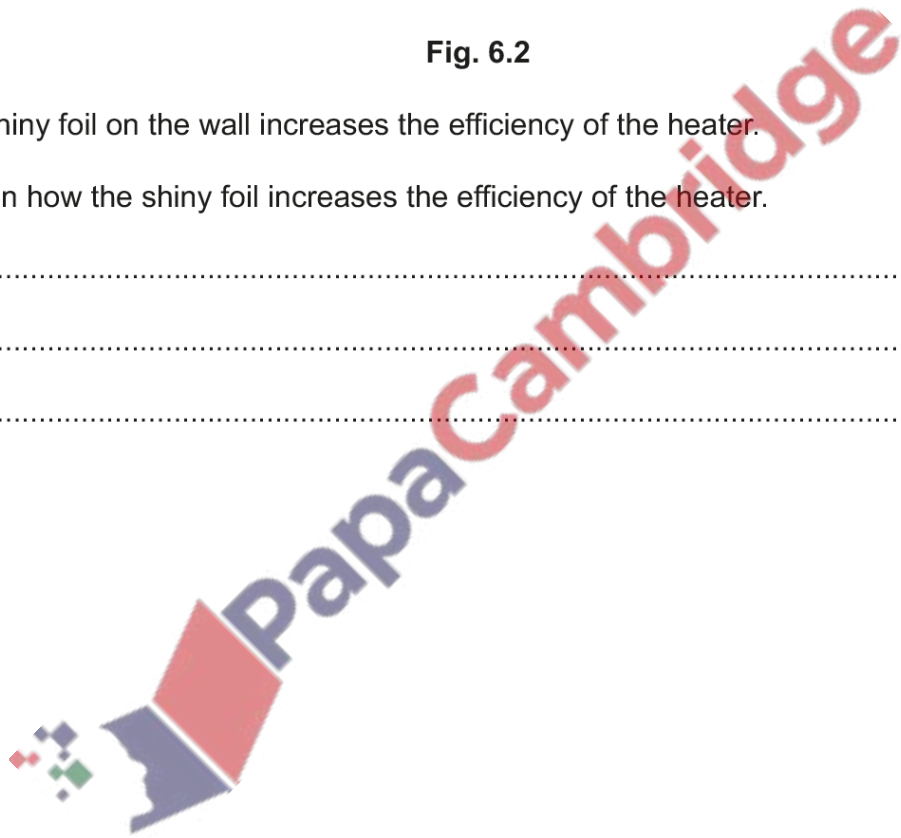 Fig. 6.2
hiny foil on the wall increases the efficiency of the heater.
n how the shiny foil increases the efficiency of the heater.
..........................................................................................
..........................................................................................
..........................................................................................
PapaCambridge